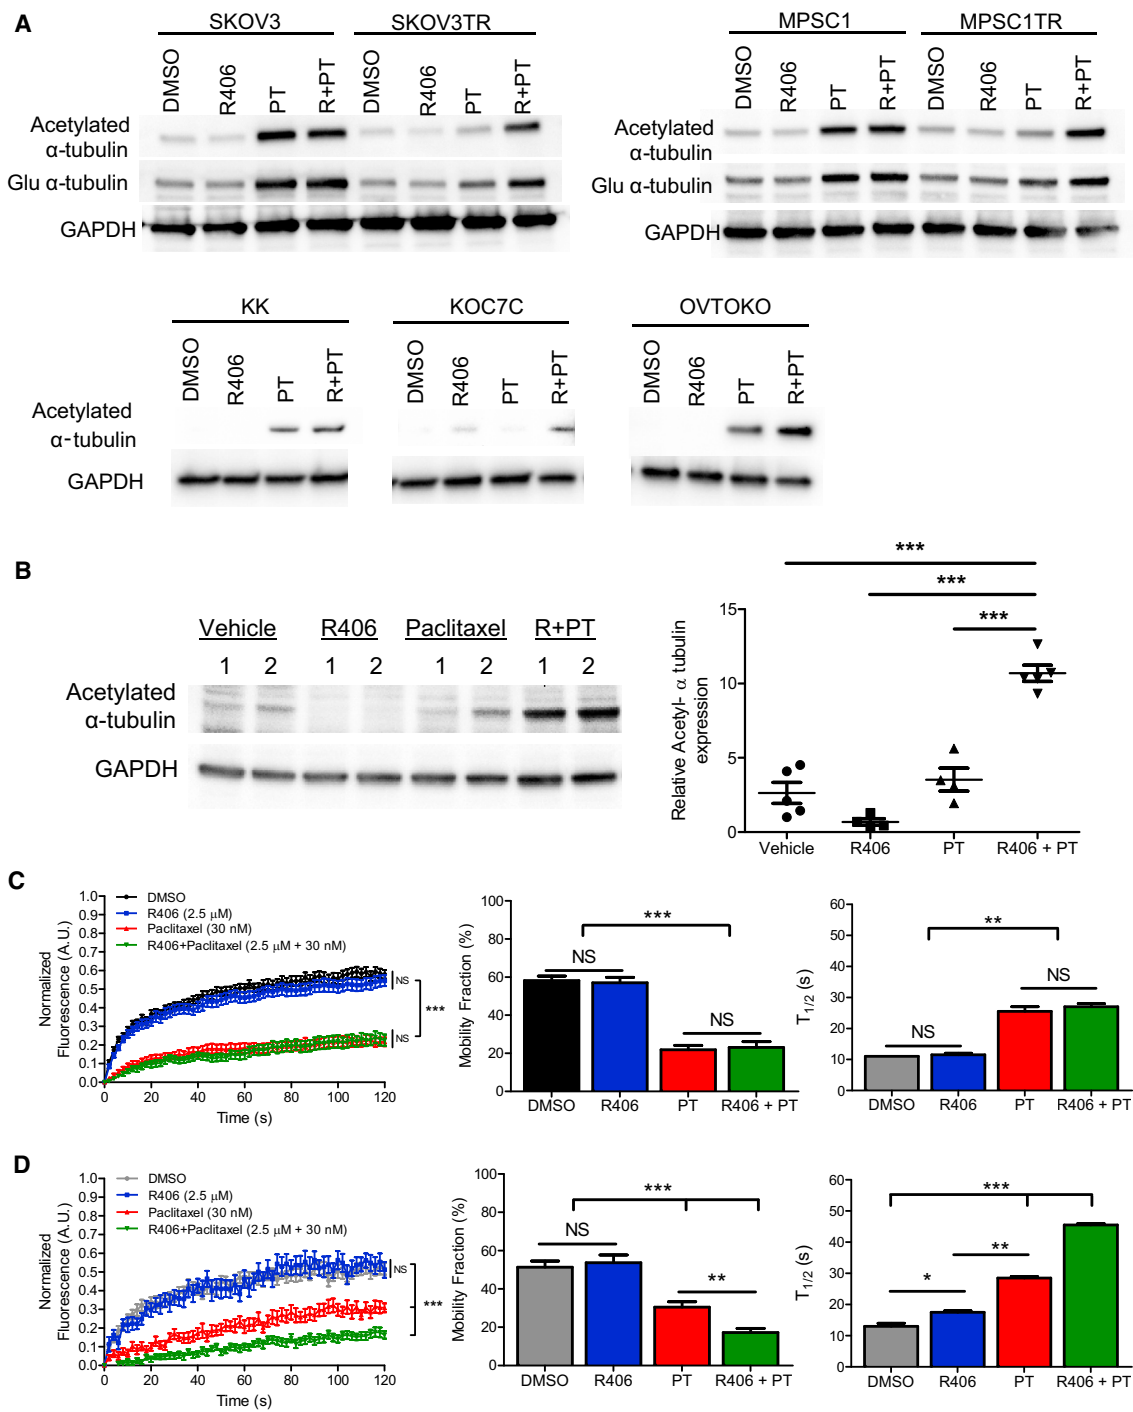 A
SKOV3
SKOV3TR
DMSO
R406
PT
R+PT
DMSO
R406
PT
R+PT
Acetylated
α-tubulin
Glu α-tubulin
GAPDH
MPSC1
MPSC1TR
DMSO
R406
PT
R+PT
DMSO
R406
PT
R+PT
Acetylated
α-tubulin
Glu α-tubulin
GAPDH
KK
KOC7C
OVTOKO
DMSO
R406
PT
R+PT
DMSO
R406
PT
R+PT
DMSO
R406
PT
R+PT
Acetylated
α-tubulin
GAPDH
B
Vehicle
R406
Paclitaxel
R+PT
1 2 1 2 1 2 1 2
Acetylated
α-tubulin
GAPDH
***
***
***
Relative Acetyl- α tubulin
expression
15
10
5
0
Vehicle
R406
PT
R406 + PT
C
Normalized
Fluorescence (A.U.)
1.0
0.9
0.8
0.7
0.6
0.5
0.4
0.3
0.2
0.1
0.0
DMSO
R406 (2.5 μM)
Paclitaxel (30 nM)
R406+Paclitaxel (2.5 μM + 30 nM)
NS
***
NS
0 20 40 60 80 100 120
Time (s)
Mobility Fraction (%)
100
80
60
40
20
0
***
NS
NS
DMSO
R406
PT
R406 + PT
T1/2 (s)
60
50
40
30
20
10
0
**
NS
NS
DMSO
R406
PT
R406 + PT
D
Normalized
Fluorescence (A.U.)
1.0
0.9
0.8
0.7
0.6
0.5
0.4
0.3
0.2
0.1
0.0
DMSO
R406 (2.5 μM)
Paclitaxel (30 nM)
R406+Paclitaxel (2.5 μM + 30 nM)
NS
***
0 20 40 60 80 100 120
Time (s)
Mobility Fraction (%)
100
80
60
40
20
0
***
NS
**
DMSO
R406
PT
R406 + PT
T1/2 (s)
60
50
40
30
20
10
0
***
**
*
DMSO
R406
PT
R406 + PT